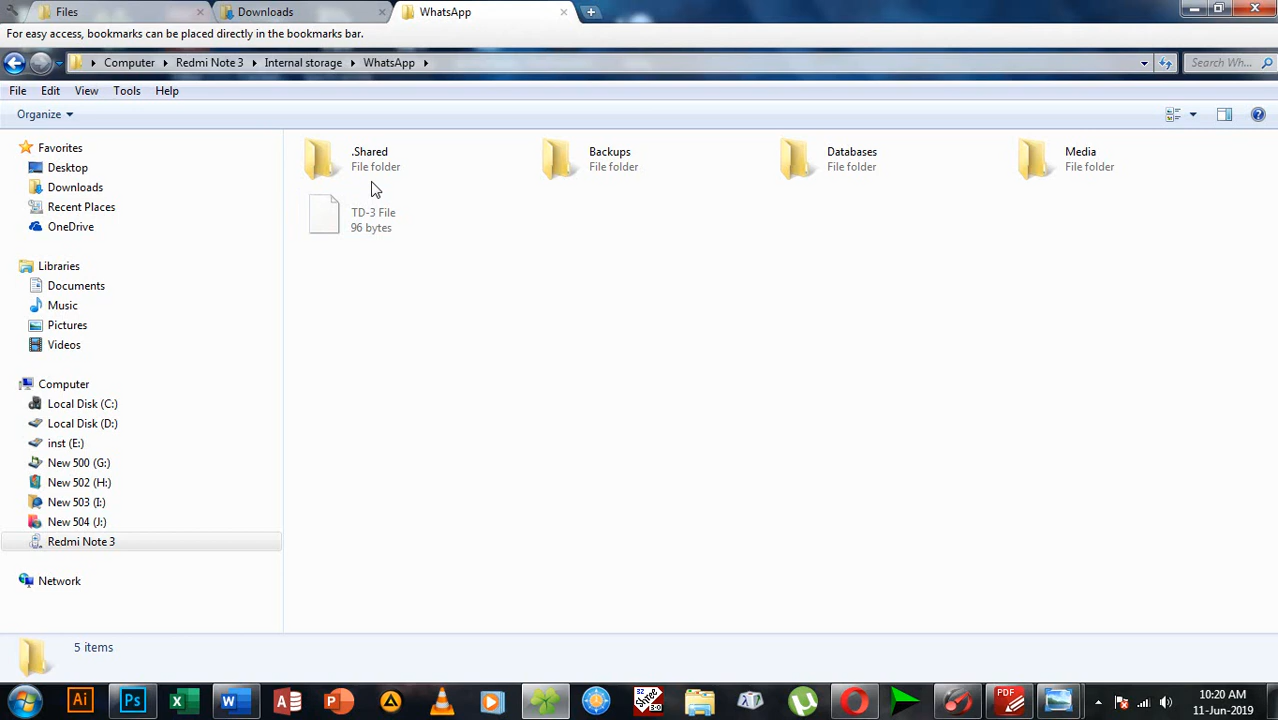 Files
Downloads
WhatsApp
For easy access, bookmarks can be placed directly in the bookmarks bar.
Computer Redmi Note 3 Internal storage WhatsApp
Search Wh...
File Edit View Tools Help
Organize
Favorites
Desktop
Downloads
Recent Places
OneDrive
Libraries
Documents
Music
Pictures
Videos
Computer
Local Disk (C:)
Local Disk (D:)
inst (E:)
New 500 (G:)
New 502 (H:)
New 503 (I:)
New 504 (J:)
Redmi Note 3
Network
.Shared
File folder
Backups
File folder
Databases
File folder
Media
File folder
TD-3 File
96 bytes
5 items
Ai
Ps
PDF
10:20 AM
11-Jun-2019